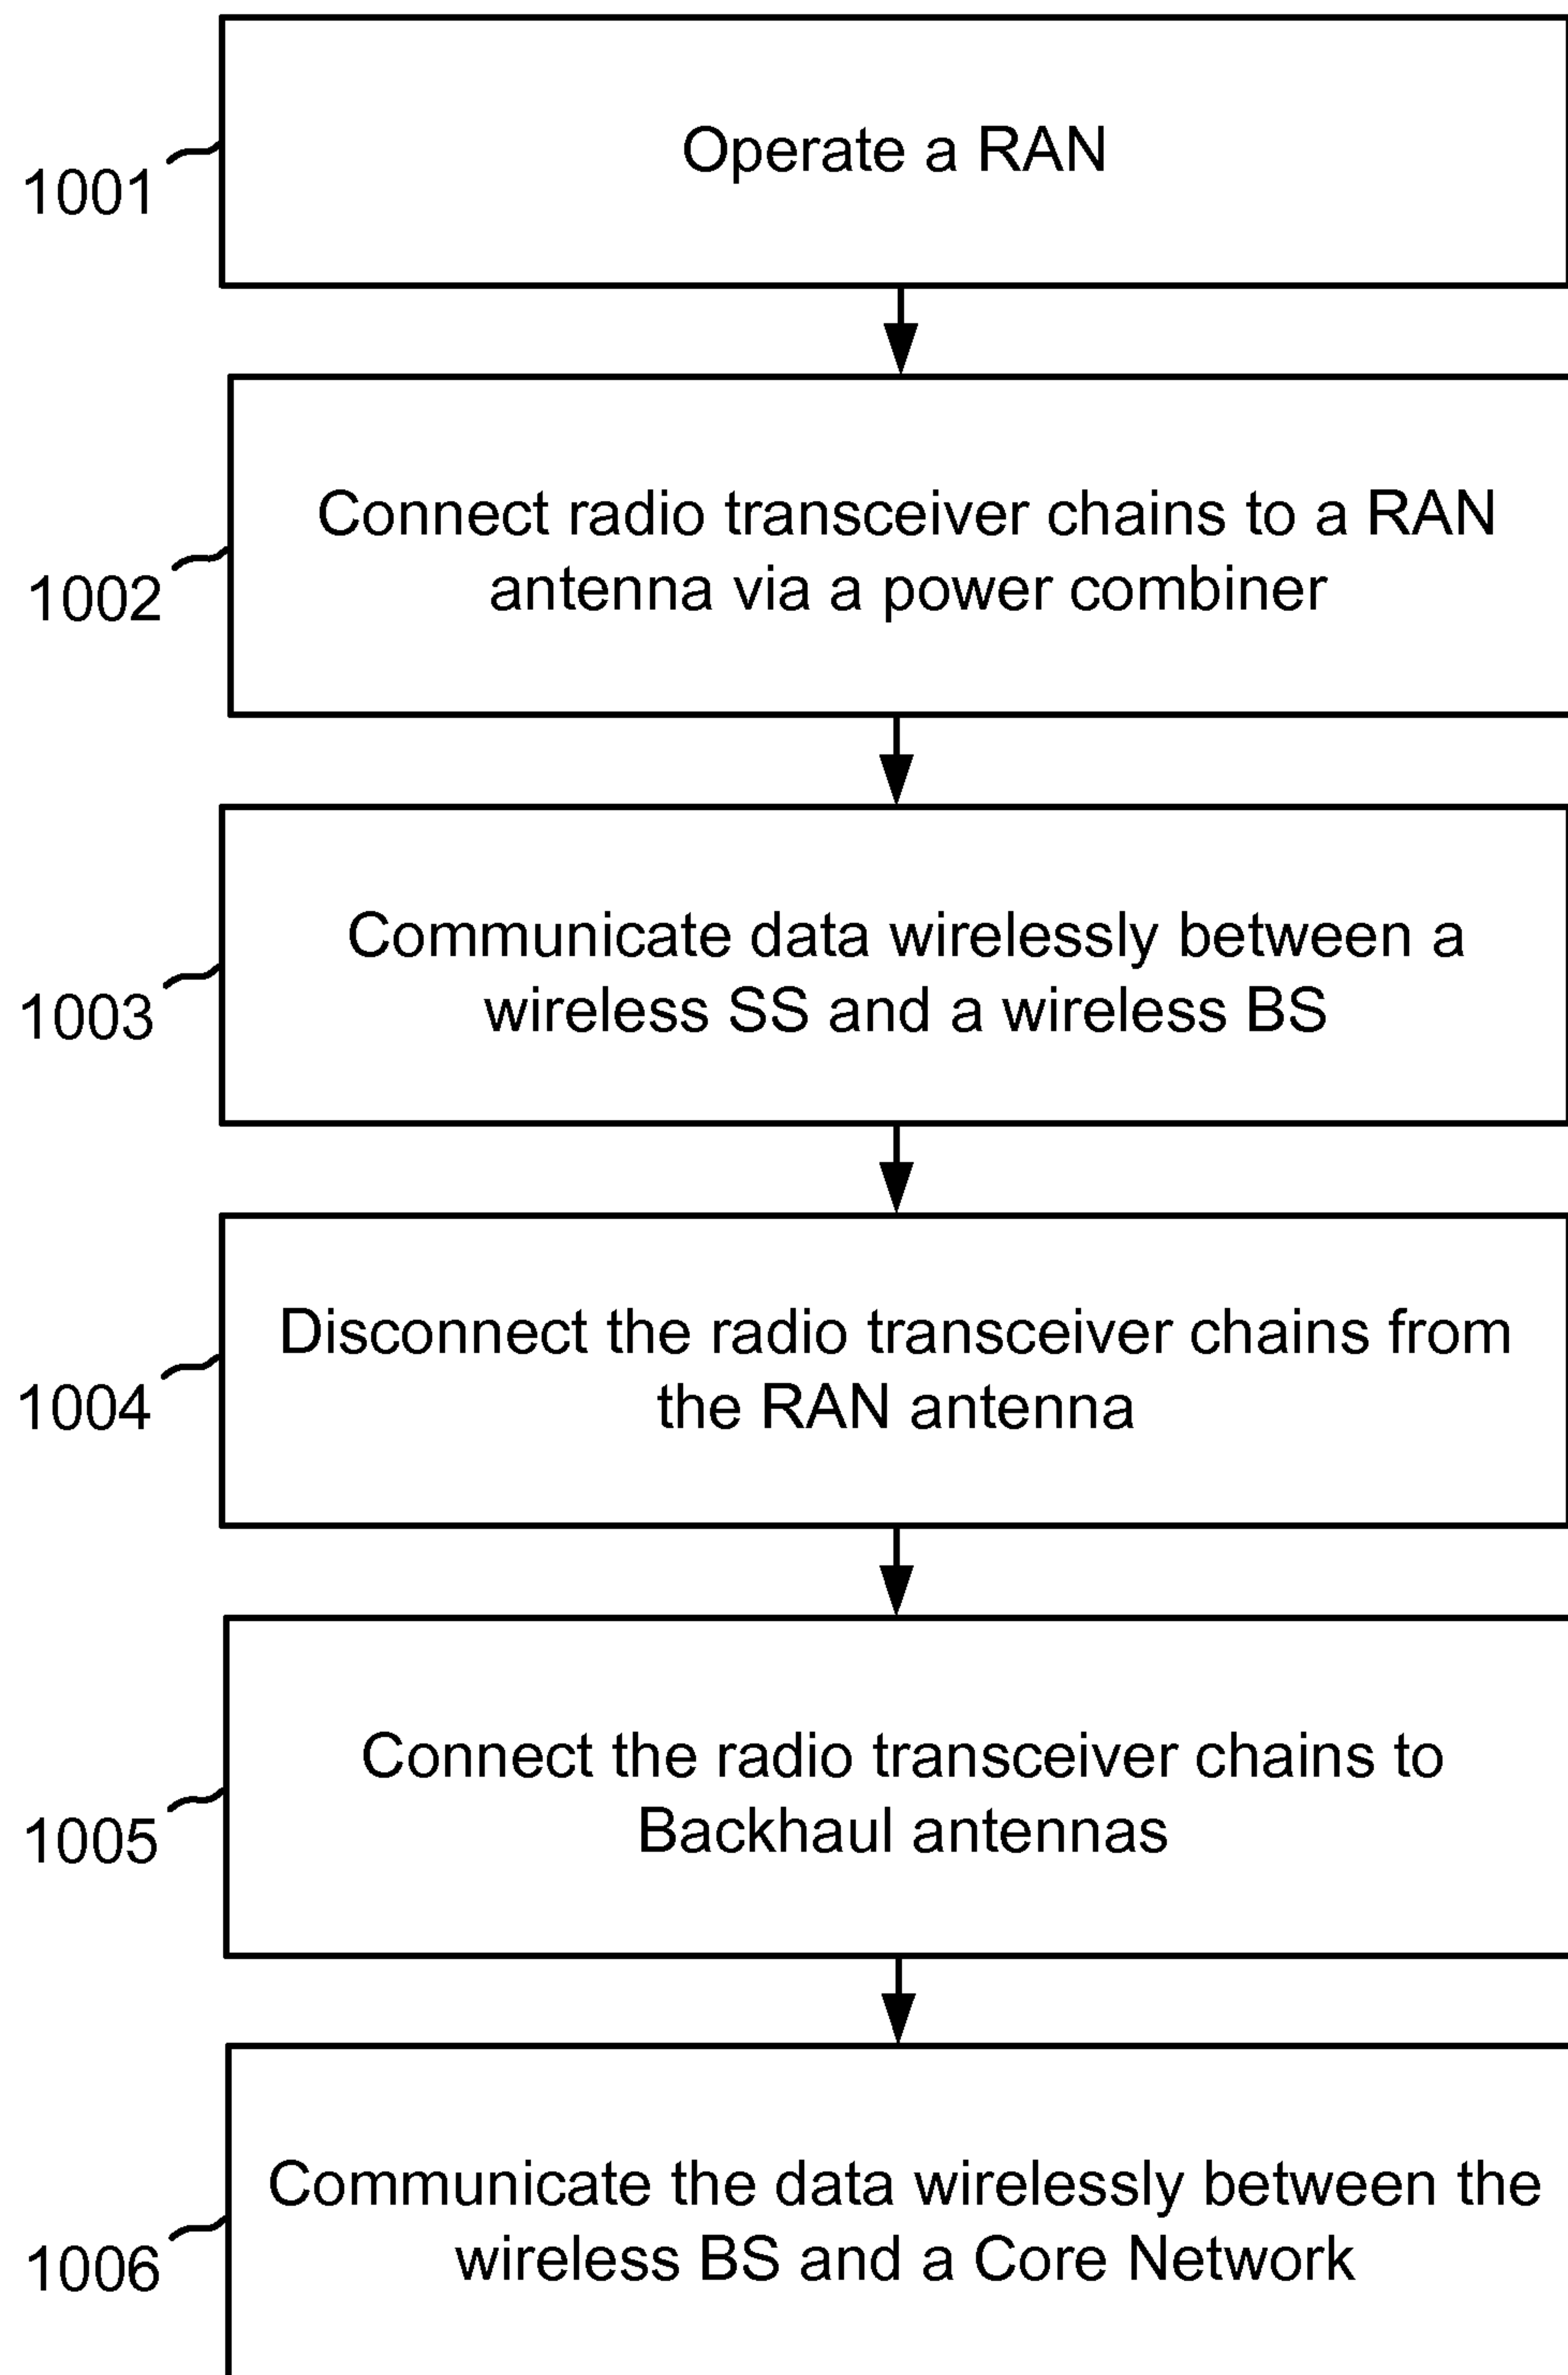 Operate a RAN
1001
Connect radio transceiver chains to a RAN
antenna via a power combiner
1002
Communicate data wirelessly between a
wireless SS and a wireless BS
1003
Disconnect the radio transceiver chains from
the RAN antenna
1004
Connect the radio transceiver chains to
Backhaul antennas
1005
Communicate the data wirelessly between the
wireless BS and a Core Network
1006